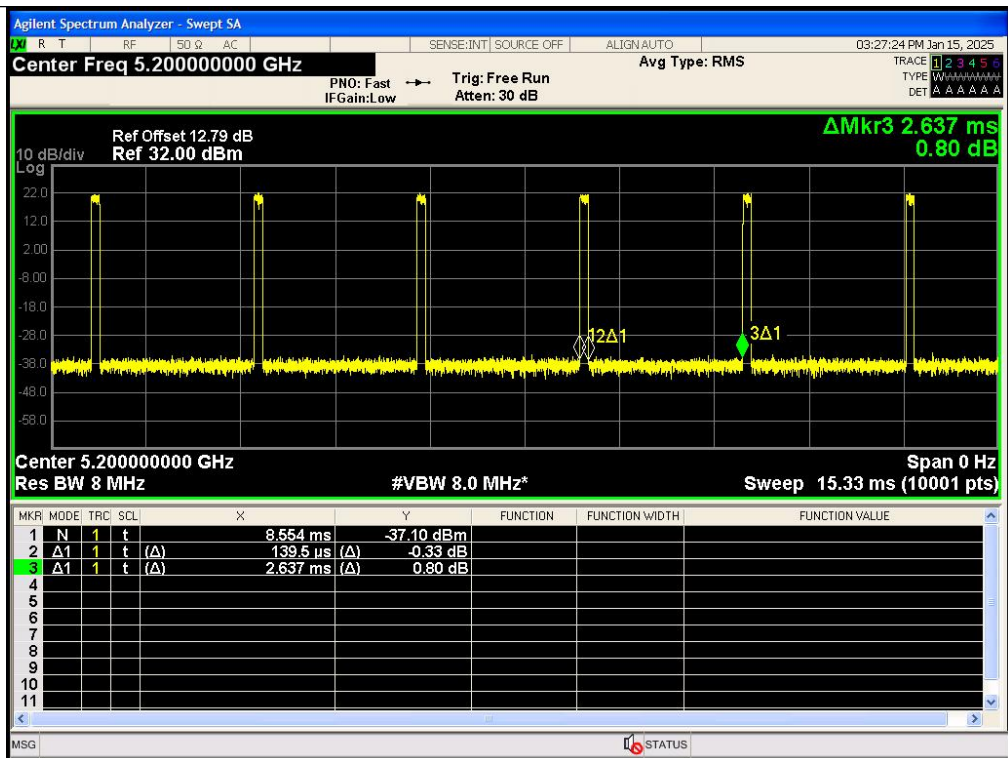 Agilent Spectrum Analyzer - Swept SA
LXI R T RF 50 Ω AC SENSE:INT SOURCE OFF ALIGN AUTO 03:27:24 PM Jan 15, 2025
Center Freq 5.200000000 GHz
PNO: Fast
IFGain:Low
Trig: Free Run
Atten: 30 dB
Avg Type: RMS
TRACE 1 2 3 4 5 6
TYPE W
DET A A A A A A
ΔMkr3 2.637 ms
0.80 dB
Ref Offset 12.79 dB
10 dB/div Ref 32.00 dBm
Log
22.0
12.0
2.00
-8.00
-18.0
-28.0
12Δ1
3Δ1
-38.0
-48.0
-58.0
Center 5.200000000 GHz Span 0 Hz
Res BW 8 MHz #VBW 8.0 MHz* Sweep 15.33 ms (10001 pts)
MKR MODE TRC SCL X Y FUNCTION FUNCTION WIDTH FUNCTION VALUE
1 N 1 t 8.554 ms -37.10 dBm
2 Δ1 1 t (Δ) 139.5 µs (Δ) -0.33 dB
3 Δ1 1 t (Δ) 2.637 ms (Δ) 0.80 dB
4
5
6
7
8
9
10
11
MSG STATUS